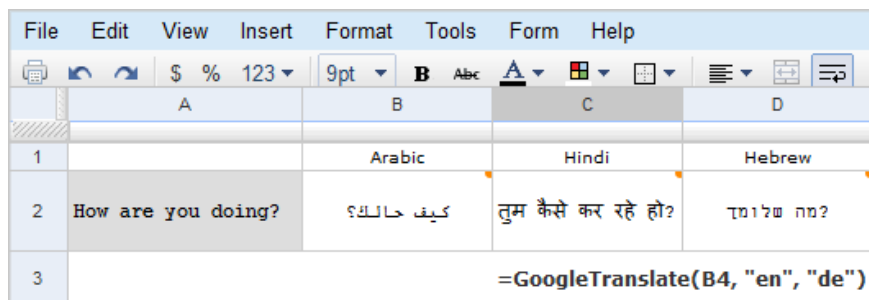 File Edit View Insert Format Tools Form Help
$ % 123 9pt B Abc A
A B C D
1 Arabic Hindi Hebrew
2 How are you doing? كيف حالك؟ तुम कैसे कर रहे हो? מה שלומך?
3 =GoogleTranslate(B4, "en", "de")